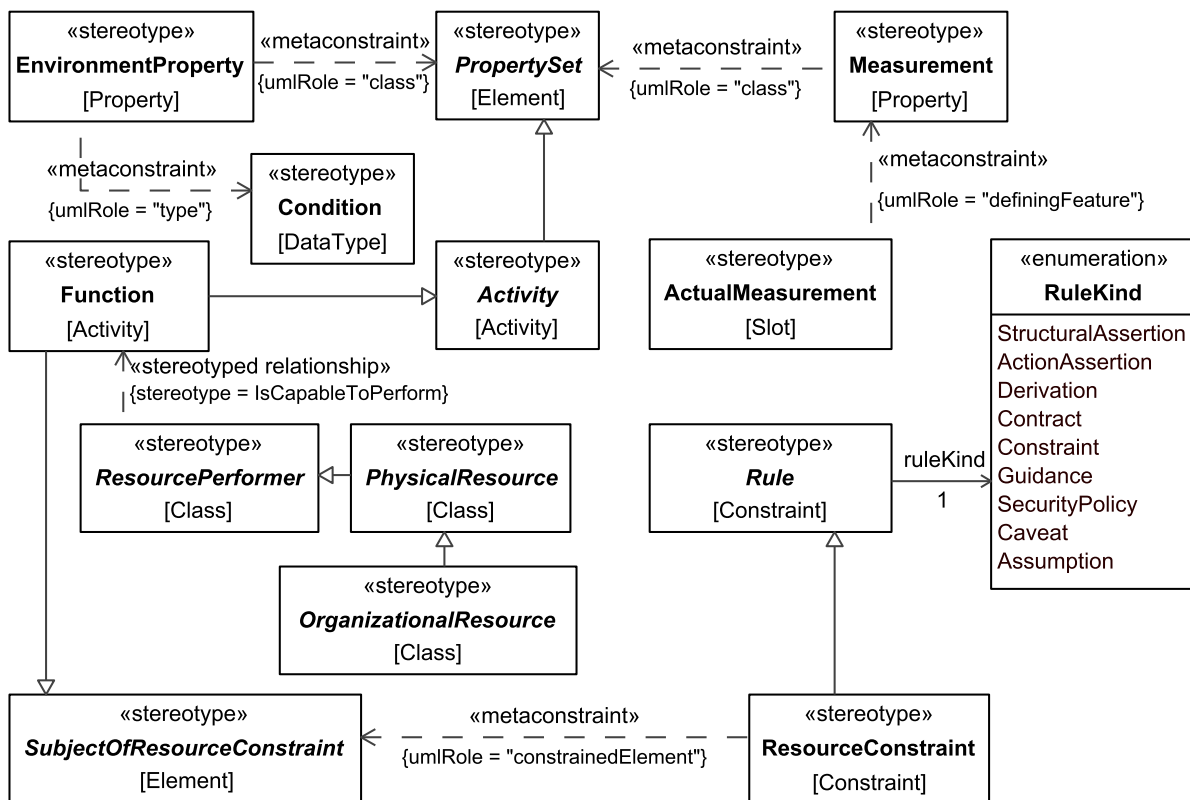 «stereotype»
EnvironmentProperty
[Property]
«metaconstraint»
{umlRole = "class"}
«stereotype»
PropertySet
[Element]
«metaconstraint»
{umlRole = "class"}
«stereotype»
Measurement
[Property]
«metaconstraint»
{umlRole = "type"}
«stereotype»
Condition
[DataType]
«metaconstraint»
{umlRole = "definingFeature"}
«stereotype»
Function
[Activity]
«stereotype»
Activity
[Activity]
«stereotype»
ActualMeasurement
[Slot]
«enumeration»
RuleKind
StructuralAssertion
ActionAssertion
Derivation
Contract
Constraint
Guidance
SecurityPolicy
Caveat
Assumption
«stereotyped relationship»
{stereotype = IsCapableToPerform}
«stereotype»
ResourcePerformer
[Class]
«stereotype»
PhysicalResource
[Class]
«stereotype»
Rule
[Constraint]
ruleKind
1
«stereotype»
OrganizationalResource
[Class]
«stereotype»
SubjectOfResourceConstraint
[Element]
«metaconstraint»
{umlRole = "constrainedElement"}
«stereotype»
ResourceConstraint
[Constraint]